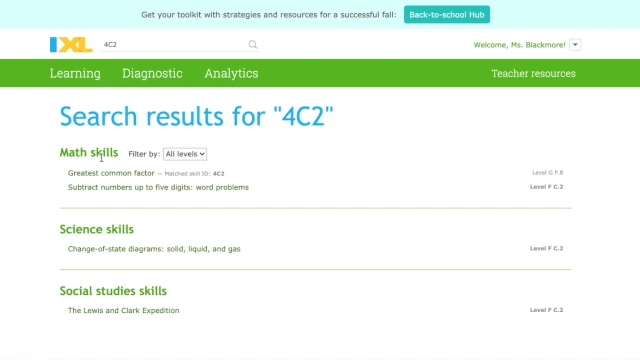 Get your toolkit with strategies and resources for a successful fall: Back-to-school Hub
IXL 4C2 Welcome, Ms. Blackmore!
Learning Diagnostic Analytics Teacher resources
Search results for "4C2"
Math skills Filter by: All levels
Greatest common factor — Matched skill ID: 4C2 Level G F.8
Subtract numbers up to five digits: word problems Level F C.2
Science skills
Change-of-state diagrams: solid, liquid, and gas Level F C.2
Social studies skills
The Lewis and Clark Expedition Level F C.2